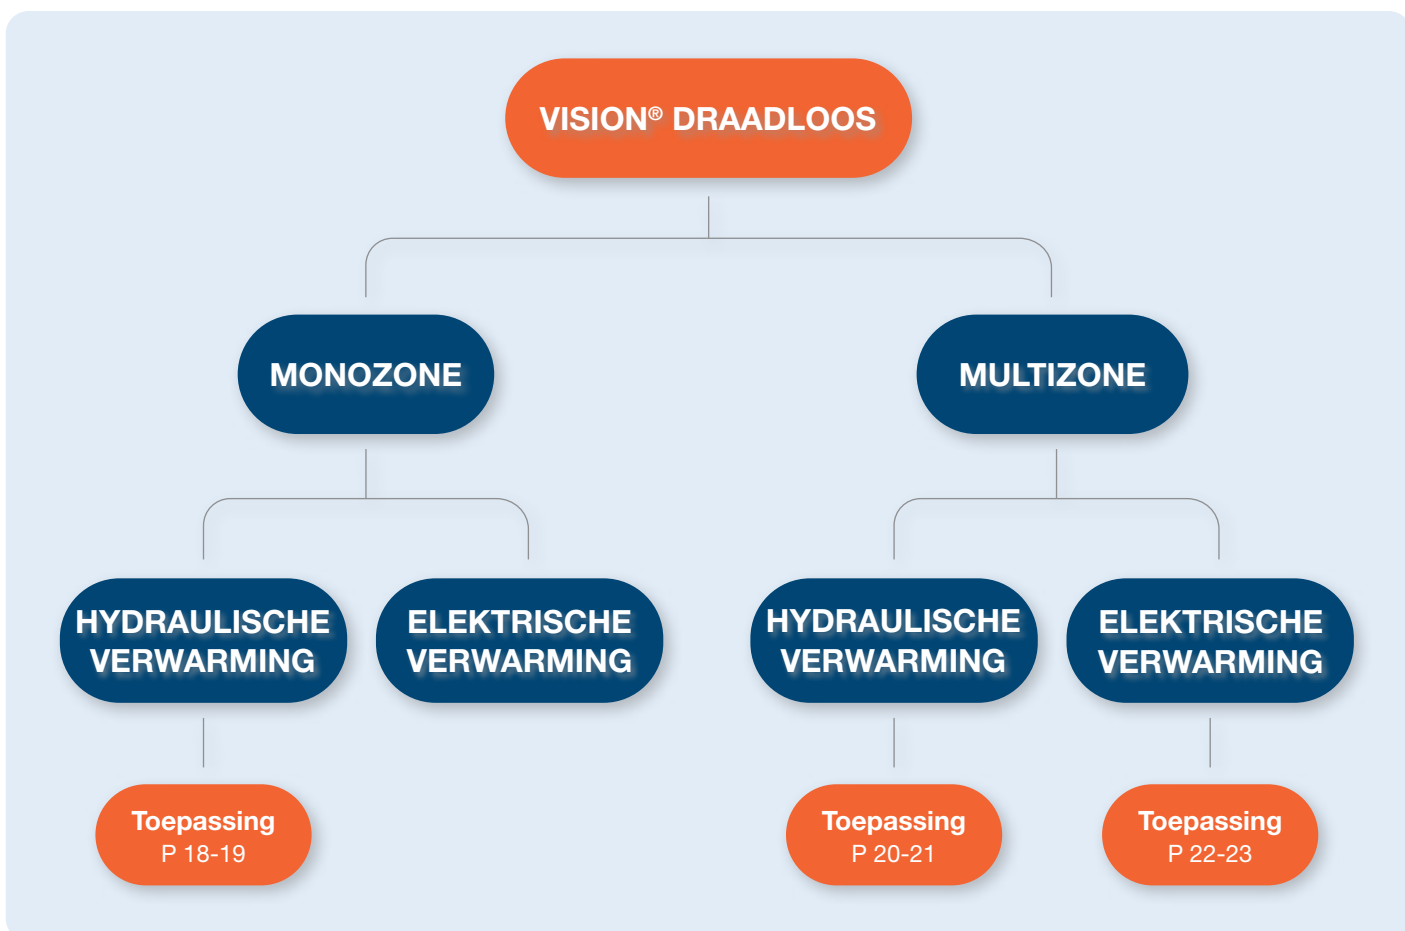 VISION® DRAADLOOS
MONOZONE
MULTIZONE
HYDRAULISCHE
VERWARMING
ELEKTRISCHE
VERWARMING
HYDRAULISCHE
VERWARMING
ELEKTRISCHE
VERWARMING
Toepassing
P 18-19
Toepassing
P 20-21
Toepassing
P 22-23